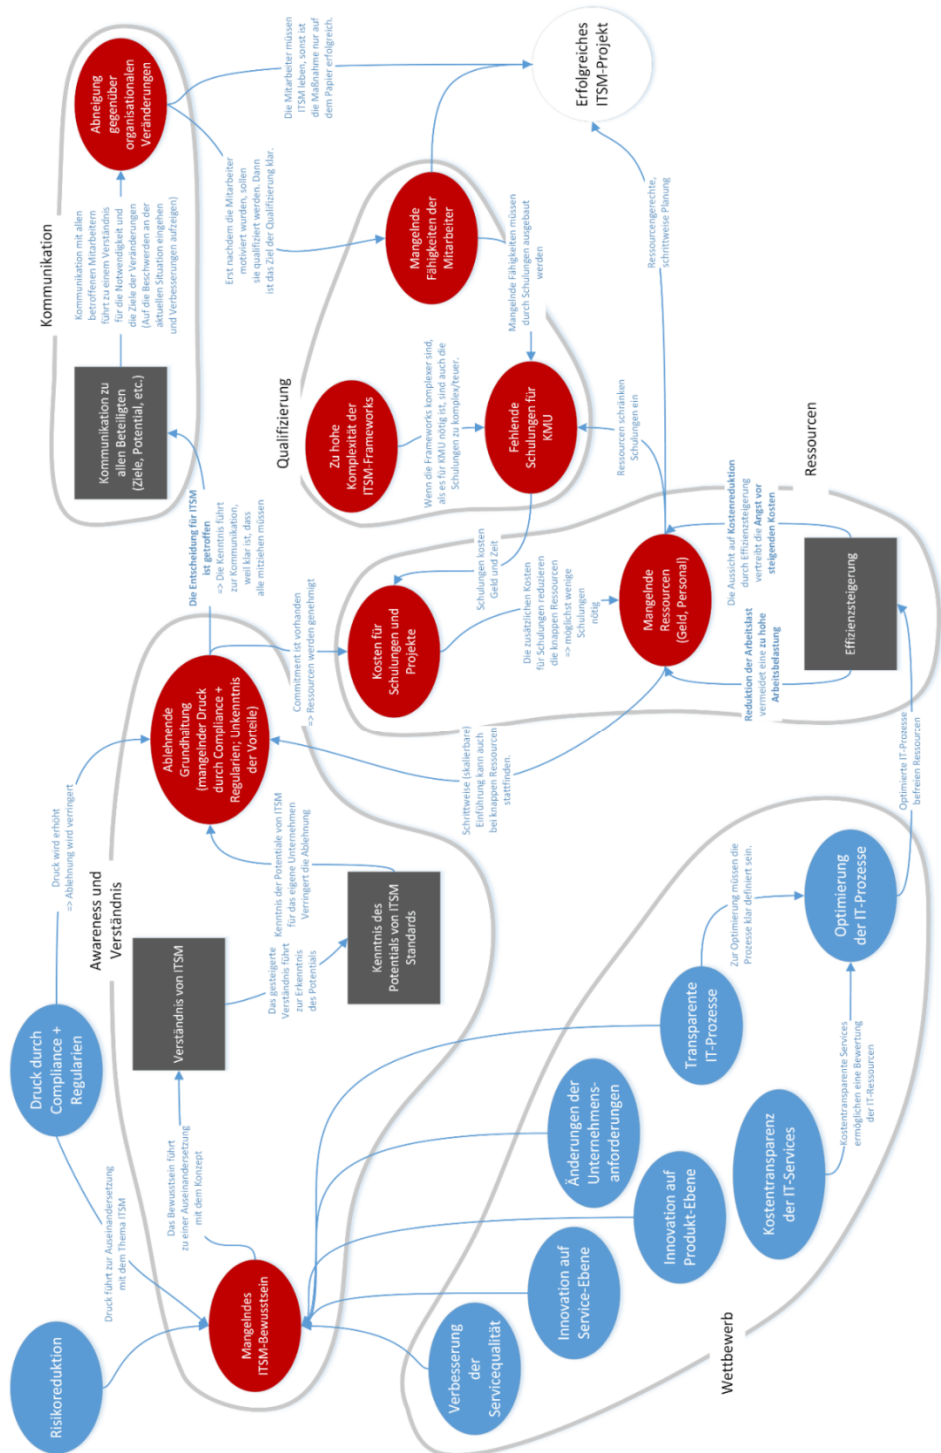 Risikoreduktion
Druck durch
Compliance +
Regularien
Druck wird erhöht
=> Ablehnung wird verringert
Druck führt zur Auseinandersetzung
mit dem Thema ITSM
Awareness und
Verständnis
Mangelndes
ITSM-Bewusstsein
Das Bewusstsein führt
zu einer Auseinandersetzung
mit dem Konzept
Verständnis von ITSM
Das gesteigerte
Verständnis führt
zur Erkenntnis
des Potentials
Kenntnis des
Potentials von ITSM
Standards
Kenntnis der Potentiale von ITSM
für das eigene Unternehmen
Verringert die Ablehnung
Ablehnende
Grundhaltung
(mangelnder Druck
durch Compliance +
Regularien; Unkenntnis
der Vorteile)
Die Entscheidung für ITSM
ist getroffen
=> Die Kenntnis führt
zur Kommunikation,
weil klar ist, dass
alle mitziehen müssen
Commitment ist vorhanden
=> Ressourcen werden genehmigt
Kommunikation
Kommunikation zu
allen Beteiligten
(Ziele, Potential, etc.)
Kommunikation mit allen
betroffenen Mitarbeitern
führt zu einem Verständnis
für die Notwendigkeit und
die Ziele der Veränderungen
(Auf die Beschwerden an der
aktuellen Situation eingehen
und Verbesserungen aufzeigen)
Abneigung
gegenüber
organisationalen
Veränderungen
Erst nachdem die Mitarbeiter
motiviert wurden, sollen
sie qualifiziert werden. Dann
ist das Ziel der Qualifizierung klar.
Die Mitarbeiter müssen
ITSM leben, sonst ist
die Maßnahme nur auf
dem Papier erfolgreich.
Qualifizierung
Zu hohe
Komplexität der
ITSM-Frameworks
Wenn die Frameworks komplexer sind,
als es für KMU nötig ist, sind auch die
Schulungen zu komplex/teuer.
Mangelnde
Fähigkeiten der
Mitarbeiter
Mangelnde Fähigkeiten müssen
durch Schulungen ausgebaut
werden
Fehlende
Schulungen für
KMU
Erfolgreiches
ITSM-Projekt
Kosten für
Schulungen und
Projekte
Schulungen kosten
Geld und Zeit
Die zusätzlichen Kosten
für Schulungen reduzieren
die knappen Ressourcen
=> möglichst wenige
Schulungen
nötig
Ressourcen schränken
Schulungen ein
Ressourcengerechte,
schrittweise Planung
Schrittweise (skalierbare)
Einführung kann auch
bei knappen Ressourcen
stattfinden.
Mangelnde
Ressourcen
(Geld, Personal)
Ressourcen
Reduktion der Arbeitslast
vermeidet eine zu hohe
Arbeitsbelastung
Die Aussicht auf Kostenreduktion
durch Effizienzsteigerung
vertreibt die Angst vor
steigenden Kosten
Effizienzsteigerung
Optimierte IT-Prozesse
befreien Ressourcen
Wettbewerb
Verbesserung
der
Servicequalität
Innovation auf
Service-Ebene
Änderungen der
Unternehmens-
anforderungen
Innovation auf
Produkt-Ebene
Transparente
IT-Prozesse
Zur Optimierung müssen die
Prozesse klar definiert sein.
Kostentransparenz
der IT-Services
Kostentransparente Services
ermöglichen eine Bewertung
der IT-Ressourcen
Optimierung
der IT-Prozesse